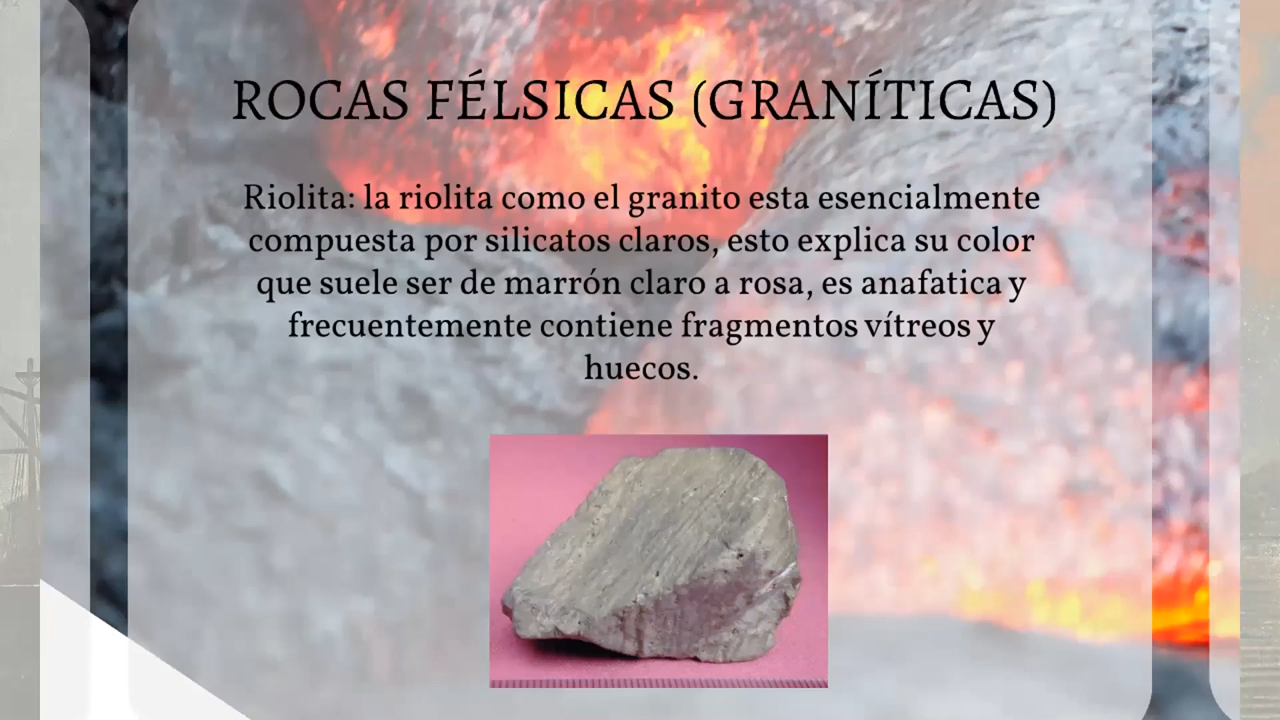 ROCAS FÉLSICAS (GRANÍTICAS)
Riolita: la riolita como el granito esta esencialmente
compuesta por silicatos claros, esto explica su color
que suele ser de marrón claro a rosa, es anafatica y
frecuentemente contiene fragmentos vítreos y
huecos.